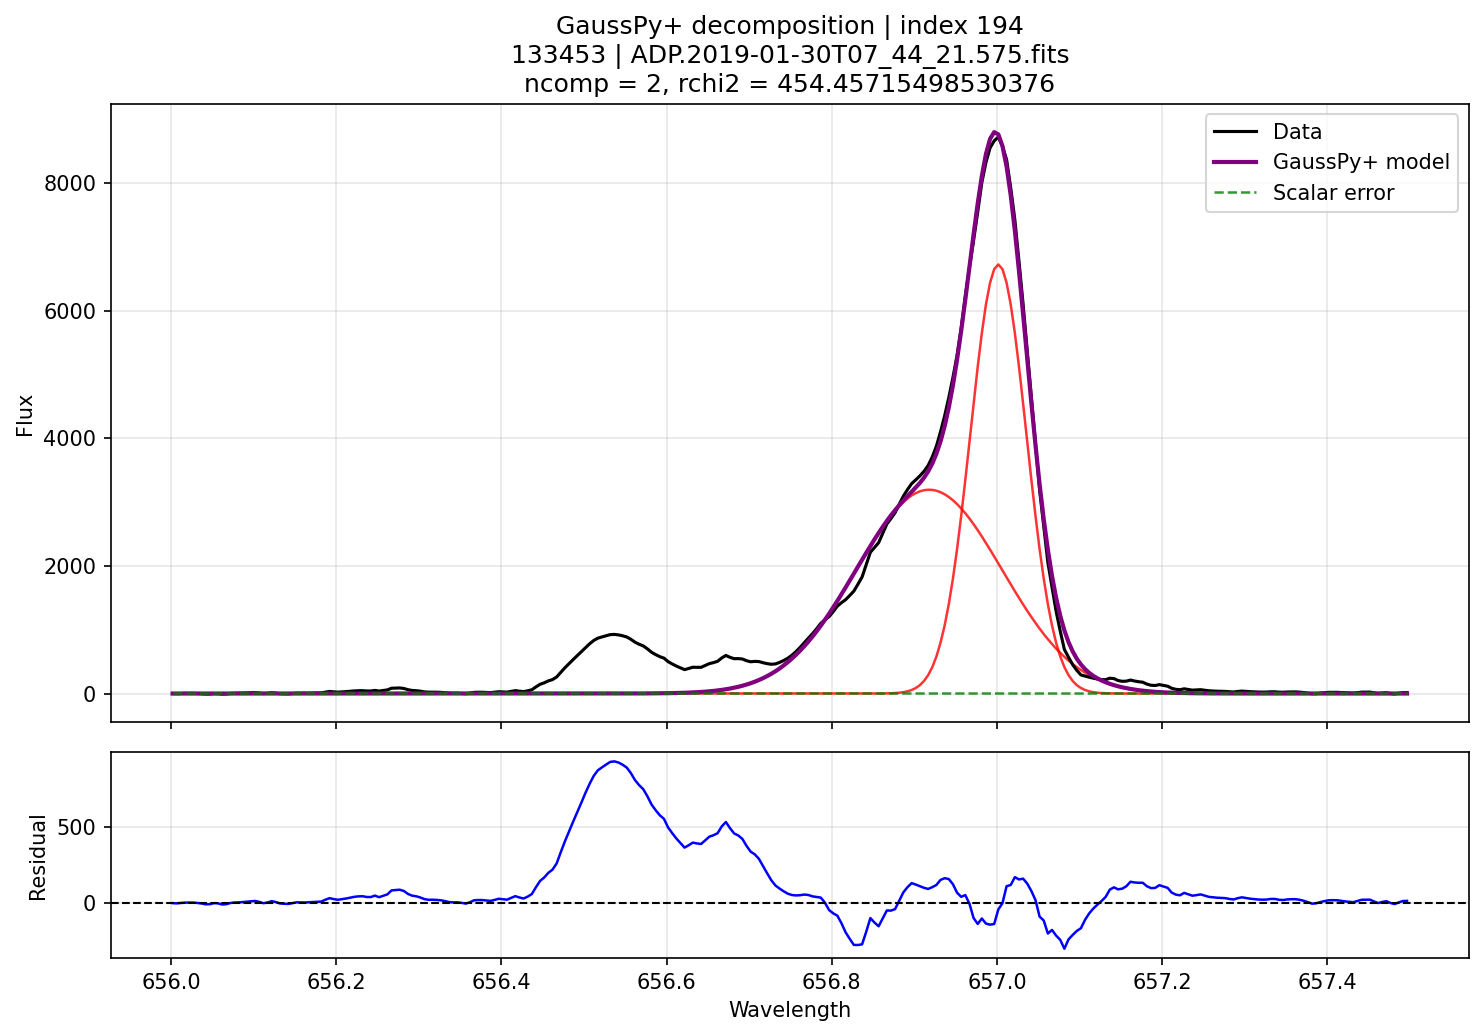 GaussPy+ decomposition | index 194
133453 | ADP.2019-01-30T07_44_21.575.fits
ncomp = 2, rchi2 = 454.45715498530376
Data
GaussPy+ model
Scalar error
Flux
8000
6000
4000
2000
0
Residual
500
0
656.0 656.2 656.4 656.6 656.8 657.0 657.2 657.4
Wavelength